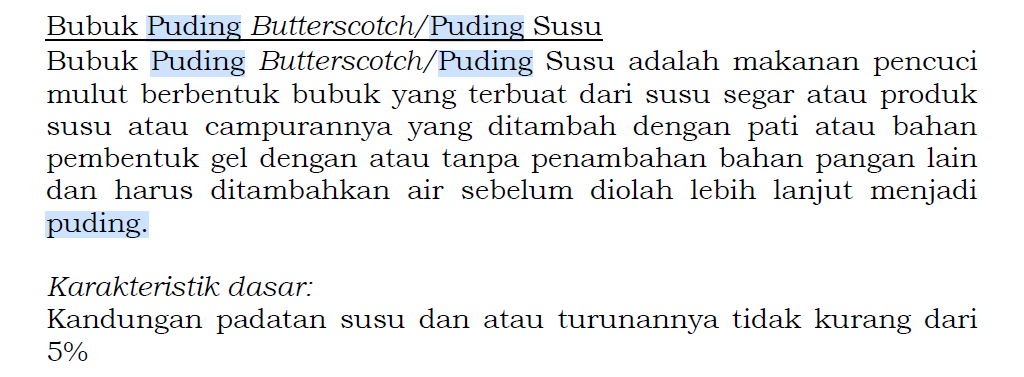 Bubuk Puding Butterscotch/Puding Susu
Bubuk Puding Butterscotch/Puding Susu adalah makanan pencuci
mulut berbentuk bubuk yang terbuat dari susu segar atau produk
susu atau campurannya yang ditambah dengan pati atau bahan
pembentuk gel dengan atau tanpa penambahan bahan pangan lain
dan harus ditambahkan air sebelum diolah lebih lanjut menjadi
puding.
Karakteristik dasar:
Kandungan padatan susu dan atau turunannya tidak kurang dari
5%